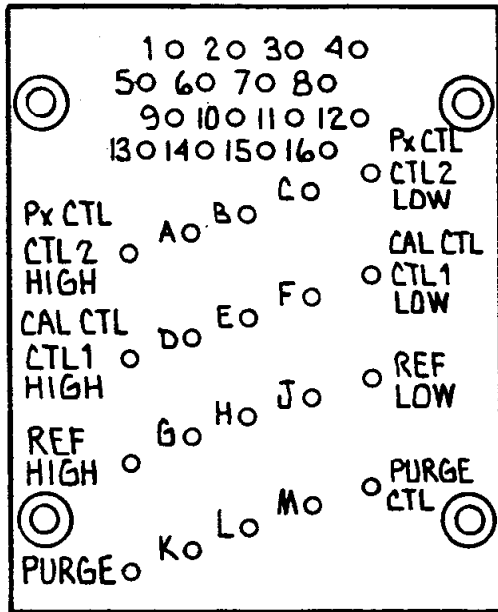 1 2 3 4
5 6 7 8
9 10 11 12
13 14 15 16
Px CTL
CTL2
LOW
C
B
A
Px CTL
CTL2
HIGH
CAL CTL
CTL1
LOW
F
E
D
CAL CTL
CTL1
HIGH
REF
LOW
J
H
G
REF
HIGH
PURGE
CTL
M
L
K
PURGE